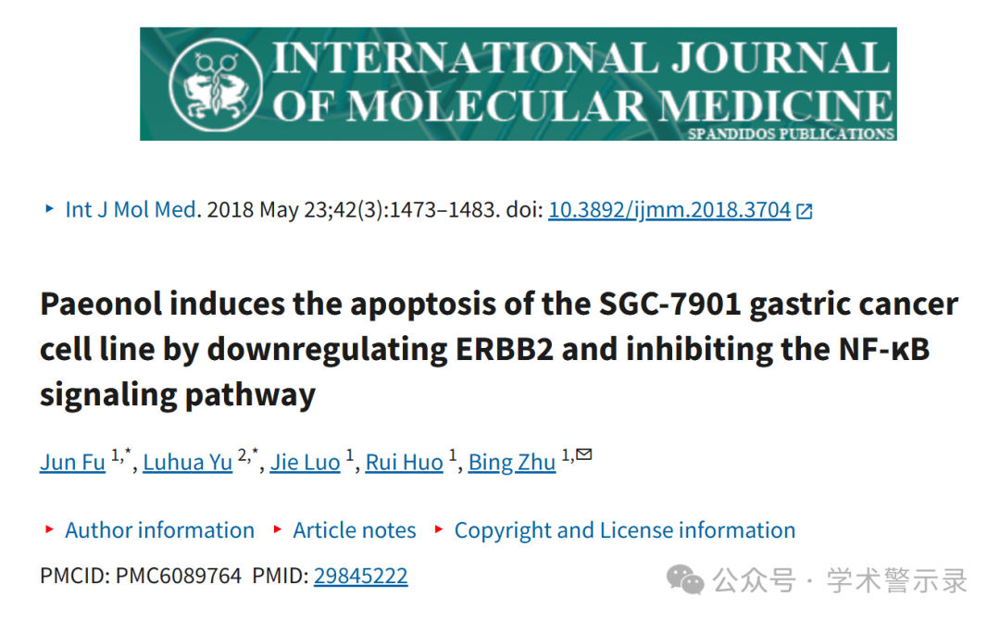 INTERNATIONAL JOURNAL
OF MOLECULAR MEDICINE
SPANDIDOS PUBLICATIONS
Int J Mol Med. 2018 May 23;42(3):1473–1483. doi: 10.3892/ijmm.2018.3704
Paeonol induces the apoptosis of the SGC-7901 gastric cancer
cell line by downregulating ERBB2 and inhibiting the NF-κB
signaling pathway
Jun Fu 1,*, Luhua Yu 2,*, Jie Luo 1, Rui Huo 1, Bing Zhu 1,✉
Author information ▸ Article notes ▸ Copyright and License information
PMCID: PMC6089764 PMID: 29845222
公众号 · 学术警示录